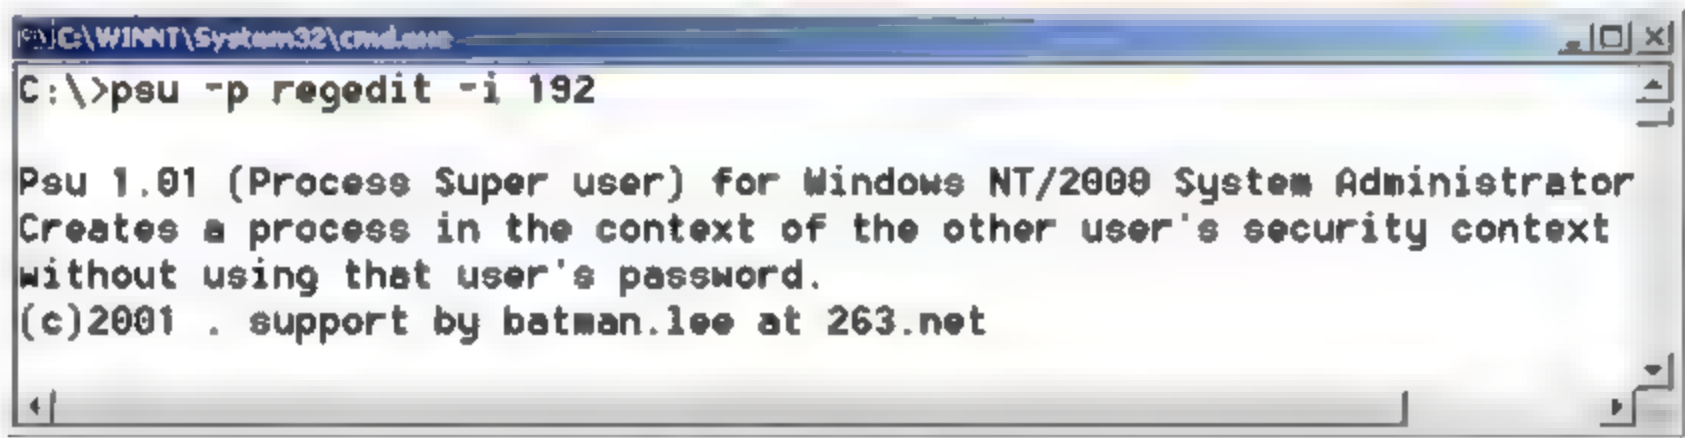 C:\WINNT\System32\cmd.exe
C:\>psu -p regedit -i 192
Psu 1.01 (Process Super user) for Windows NT/2000 System Administrator
Creates a process in the context of the other user's security context
without using that user's password.
(c)2001 . support by batman.lee at 263.net